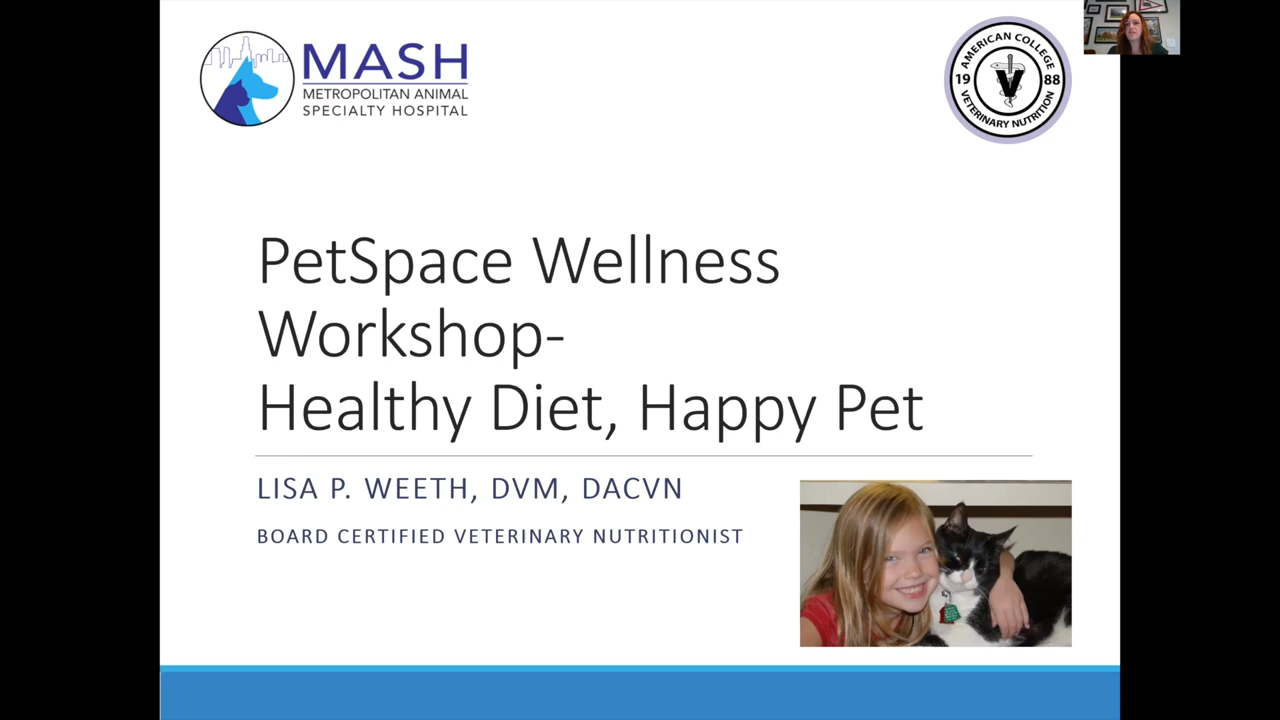 MASH
METROPOLITAN ANIMAL
SPECIALTY HOSPITAL
AMERICAN COLLEGE
19 V 88
VETERINARY NUTRITION
PetSpace Wellness
Workshop-
Healthy Diet, Happy Pet
LISA P. WEETH, DVM, DACVN
BOARD CERTIFIED VETERINARY NUTRITIONIST